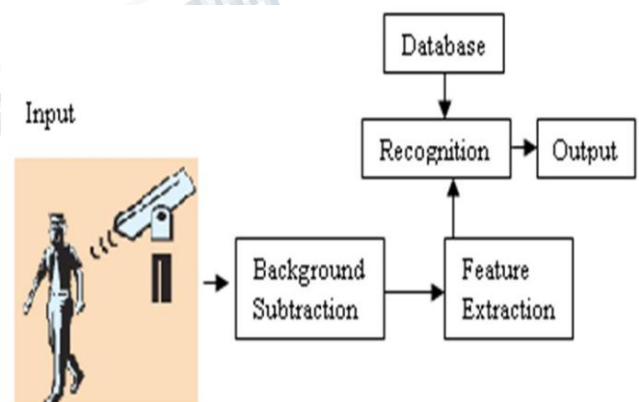 Database
Input
Recognition
Output
Background
Subtraction
Feature
Extraction